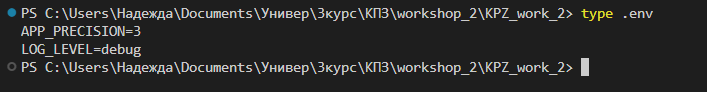 PS C:\Users\Надежда\Documents\Универ\3курс\КПЗ\workshop_2\KPZ_work_2> type .env
APP_PRECISION=3
LOG_LEVEL=debug
PS C:\Users\Надежда\Documents\Универ\3курс\КПЗ\workshop_2\KPZ_work_2>